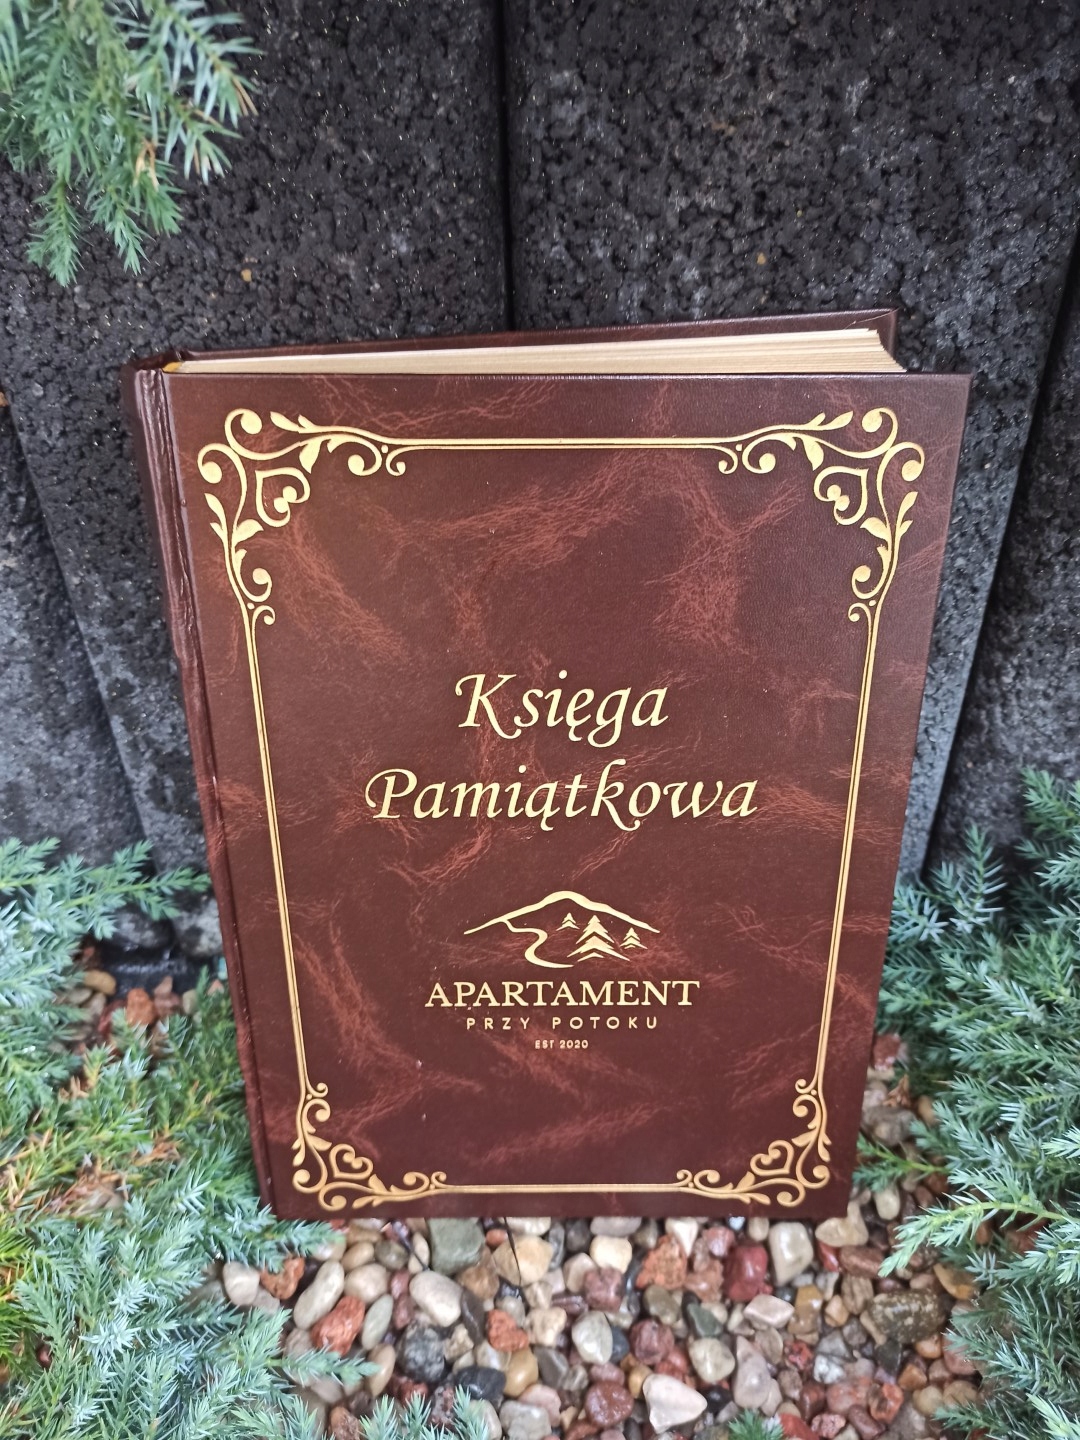 Księga
Pamiątkowa
APARTAMENT
PRZY POTOKU
EST 2020